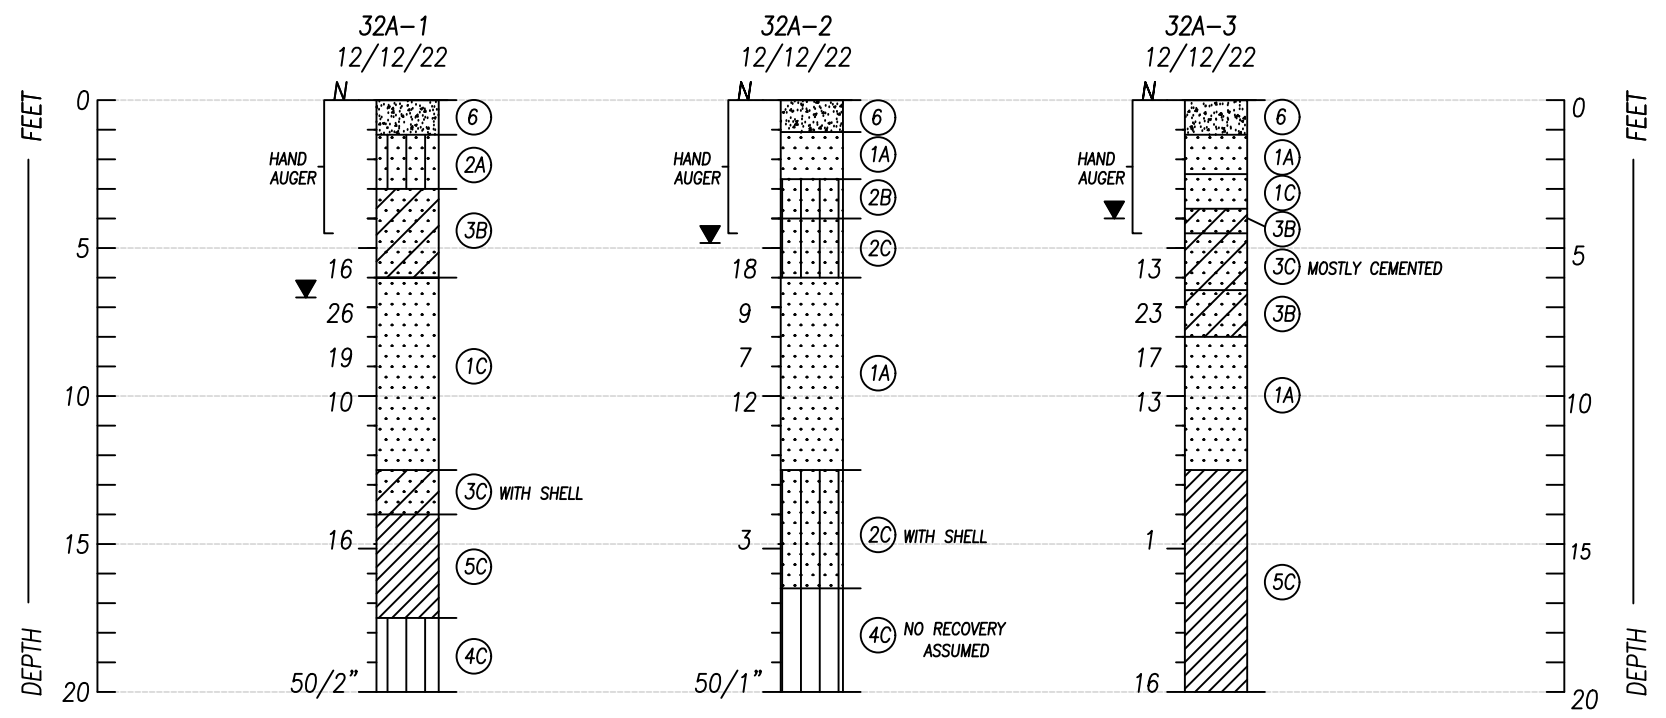 32A-1
12/12/22
N
6
HAND
AUGER
2A
3B
16
26
19
1C
10
3C WITH SHELL
16
5C
4C
50/2"
32A-2
12/12/22
N
6
1A
HAND
AUGER
2B
2C
18
9
7
1A
12
3
2C WITH SHELL
4C NO RECOVERY
ASSUMED
50/1"
32A-3
12/12/22
N
6
1A
HAND
AUGER
1C
3B
13
3C MOSTLY CEMENTED
23
3B
17
13
1A
1
5C
16
FEET
DEPTH
0
5
10
15
20
0
5
10
15
20
FEET
DEPTH